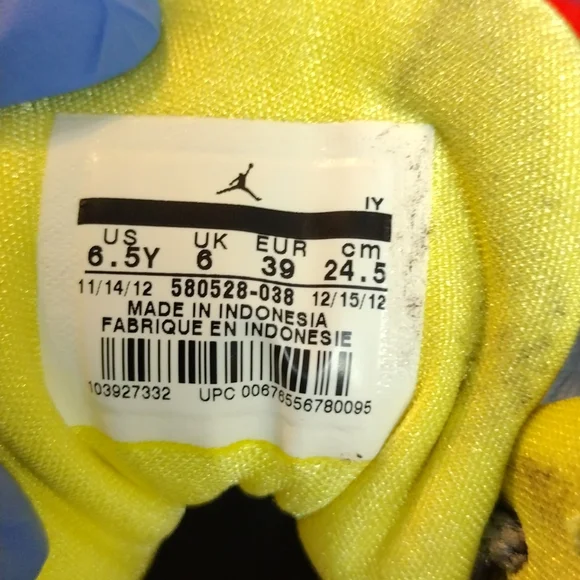 IY
US UK EUR cm
6.5Y 6 39 24.5
11/14/12 580528-038 12/15/12
MADE IN INDONESIA
FABRIQUE EN INDONESIE
103927332 UPC 00676556780095